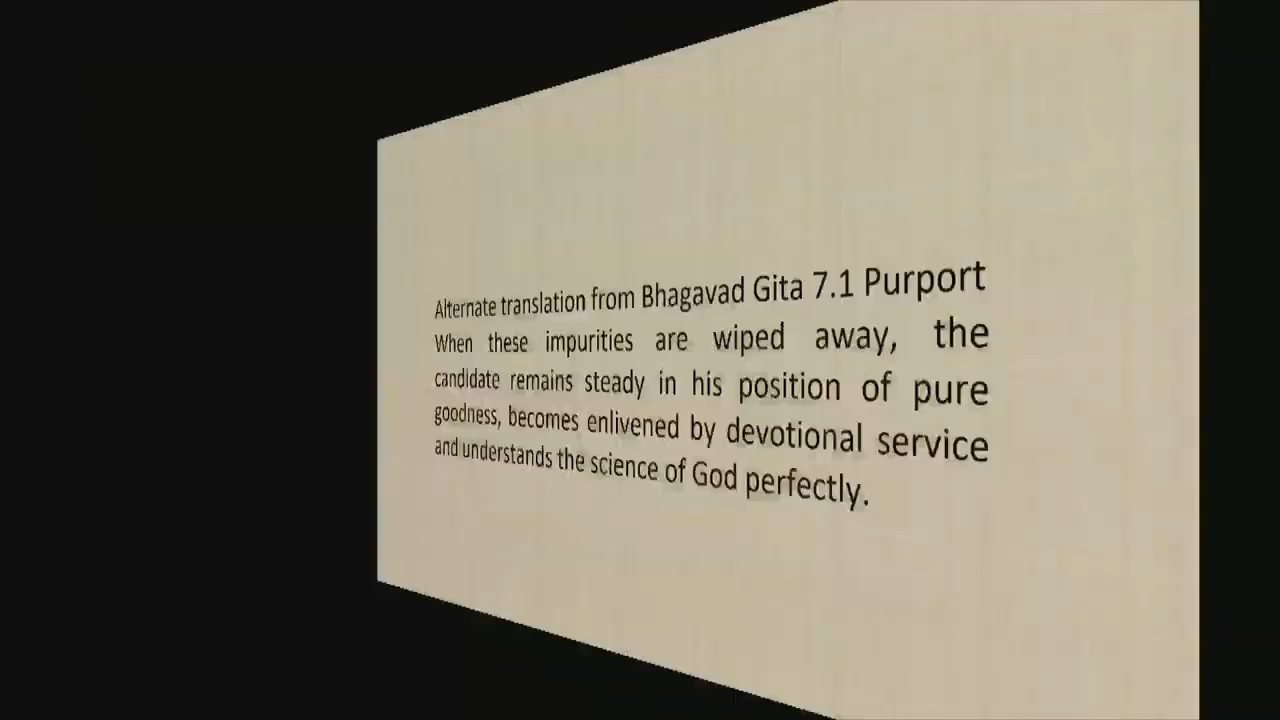 Alternate translation from Bhagavad Gita 7.1 Purport
When these impurities are wiped away, the
candidate remains steady in his position of pure
goodness, becomes enlivened by devotional service
and understands the science of God perfectly.